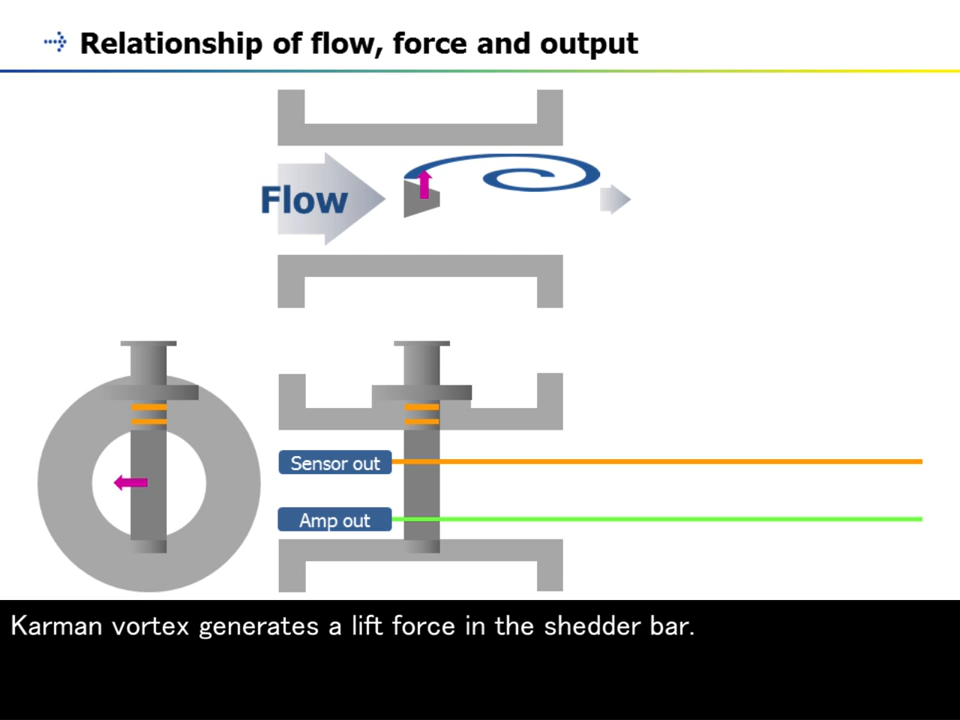 Relationship of flow, force and output
Flow
Sensor out
Amp out
Karman vortex generates a lift force in the shedder bar.